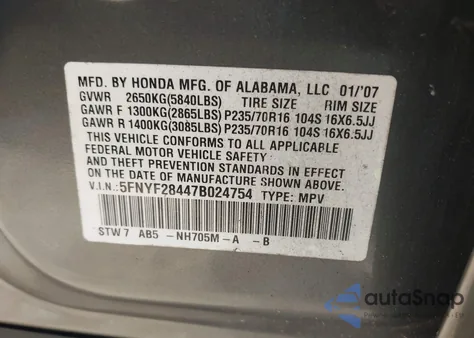 MFD. BY HONDA MFG. OF ALABAMA, LLC 01/'07
GVWR 2650KG(5840LBS) TIRE SIZE RIM SIZE
GAWR F 1300KG(2865LBS) P235/70R16 104S 16X6.5JJ
GAWR R 1400KG(3085LBS) P235/70R16 104S 16X6.5JJ
THIS VEHICLE CONFORMS TO ALL APPLICABLE
FEDERAL MOTOR VEHICLE SAFETY
AND THEFT PREVENTION STANDARDS IN EFFECT ON THE
DATE OF MANUFACTURE SHOWN ABOVE.
V.I.N.:5FNYF28447B024754 TYPE: MPV
STW7 AB5 -NH705M-A -B
autoSnap